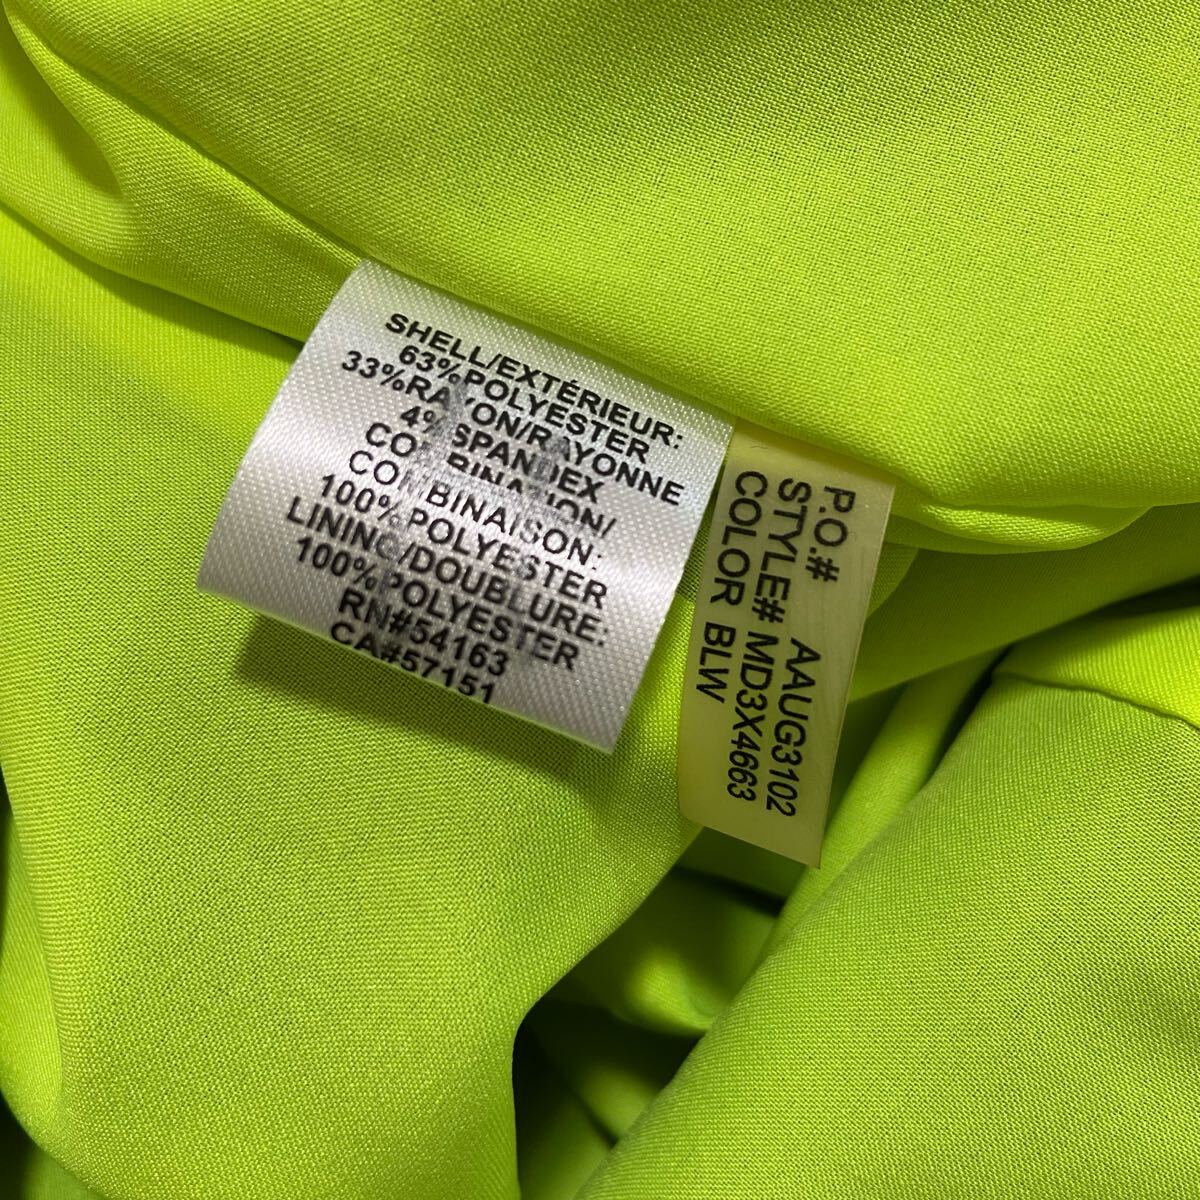 SHELL/EXTÉRIEUR:
63%POLYESTER
33%RAYON/RAYONNE
4% SPANDEX
COMBINATION/
COMBINAISON:
100%POLYESTER
LINING/DOUBLURE:
100%POLYESTER
RN#54163
CA#57151
P.O.# AAUG3102
STYLE# MD3X4663
COLOR BLW